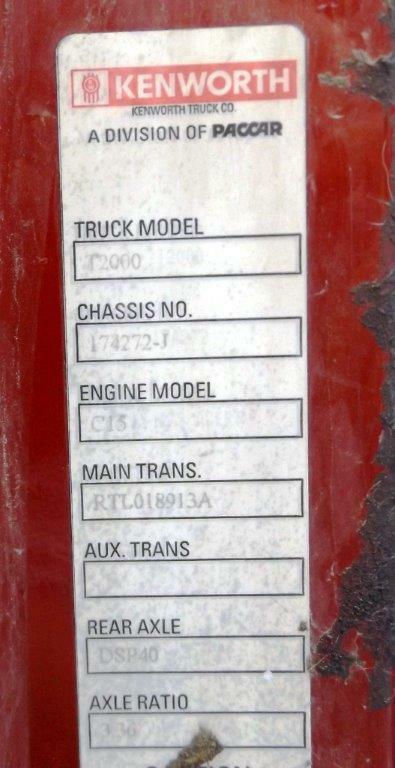 KENWORTH
KENWORTH TRUCK CO.
A DIVISION OF PACCAR
TRUCK MODEL
T2000
CHASSIS NO.
174272-J
ENGINE MODEL
C15
MAIN TRANS.
RTLO18913A
AUX. TRANS
REAR AXLE
DSP40
AXLE RATIO
3.36